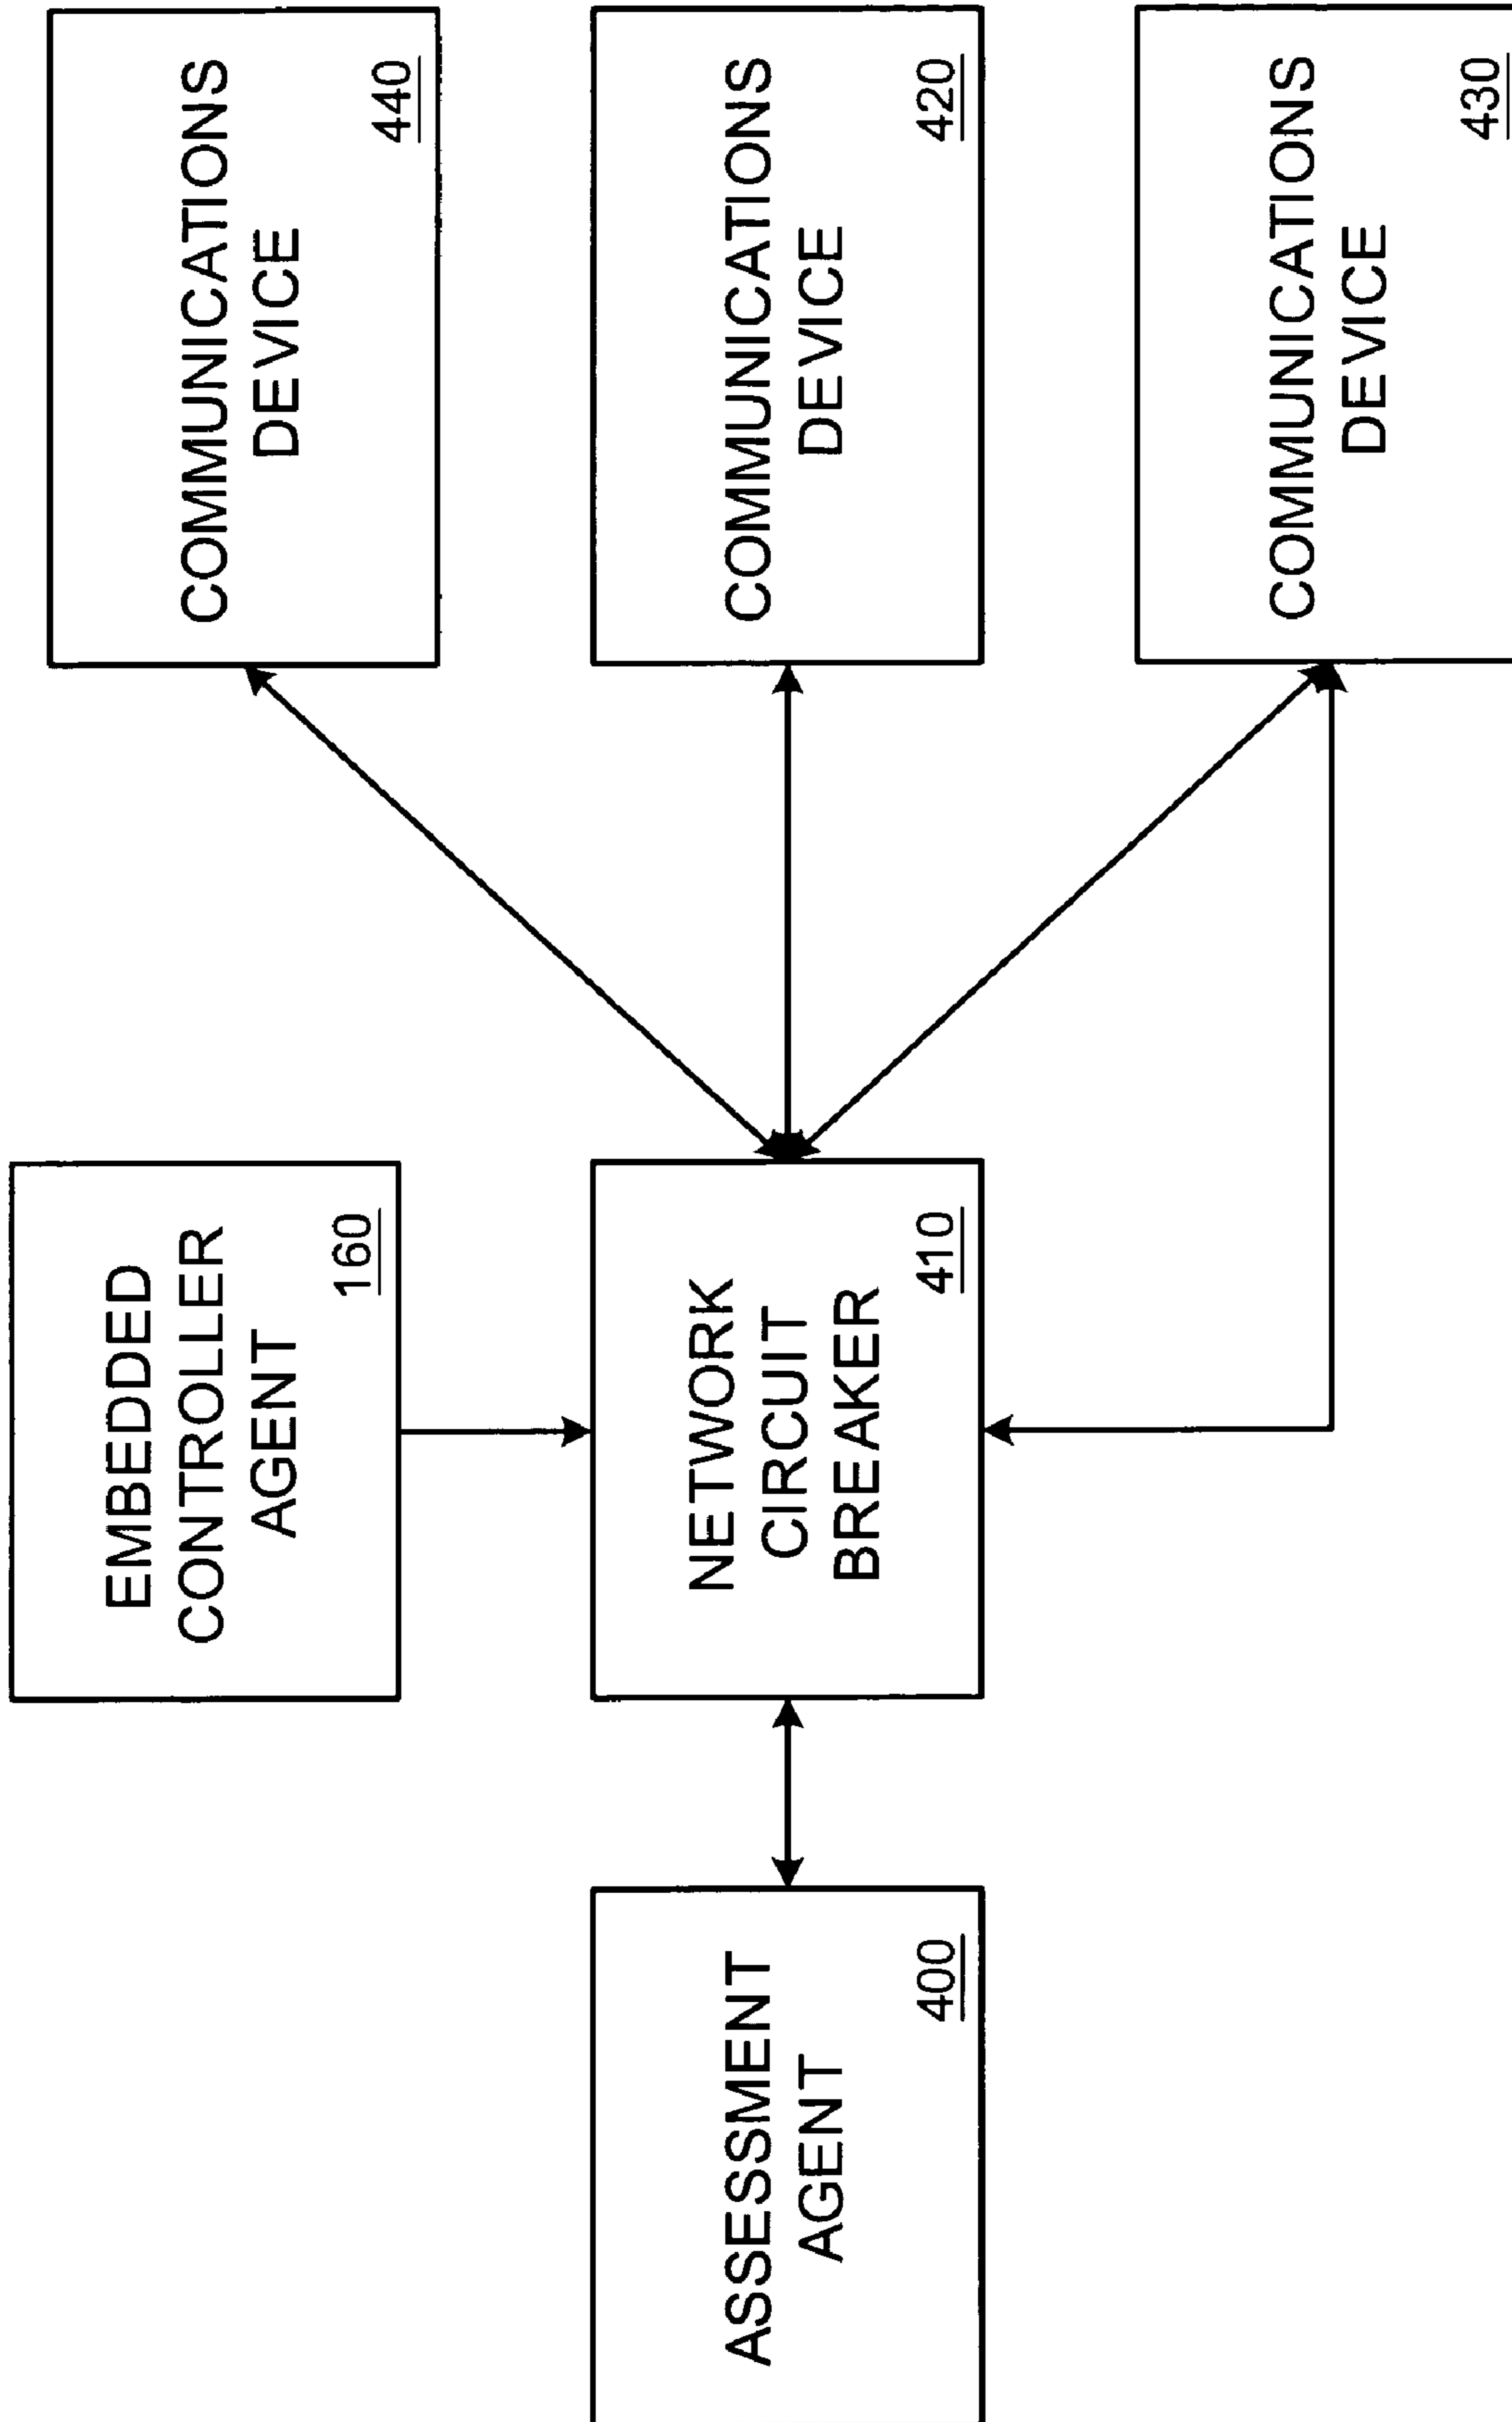 EMBEDDED
CONTROLLER
AGENT
160
COMMUNICATIONS
DEVICE
440
ASSESSMENT
AGENT
400
NETWORK
CIRCUIT
BREAKER
410
COMMUNICATIONS
DEVICE
420
COMMUNICATIONS
DEVICE
430